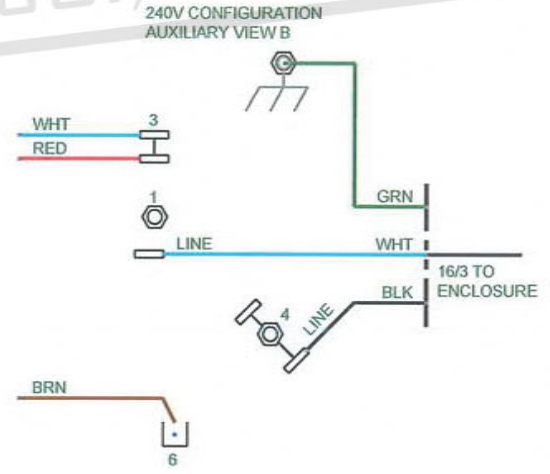 240V CONFIGURATION
AUXILIARY VIEW B
WHT
3
RED
1
GRN
LINE
WHT
16/3 TO
ENCLOSURE
BLK
4
LINE
BRN
6